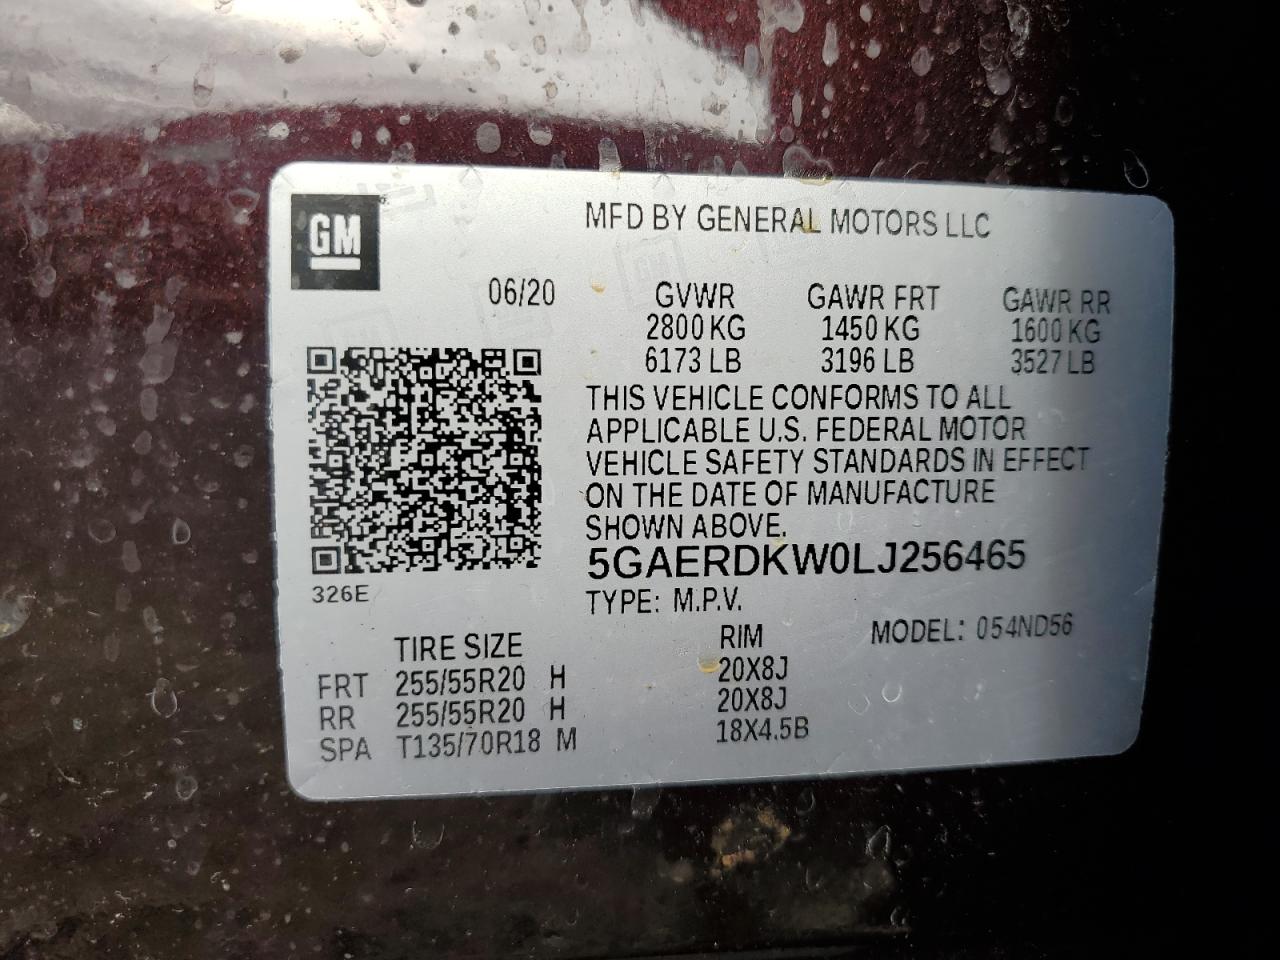 GM
MFD BY GENERAL MOTORS LLC
06/20
GVWR GAWR FRT GAWR RR
2800 KG 1450 KG 1600 KG
6173 LB 3196 LB 3527 LB
THIS VEHICLE CONFORMS TO ALL
APPLICABLE U.S. FEDERAL MOTOR
VEHICLE SAFETY STANDARDS IN EFFECT
ON THE DATE OF MANUFACTURE
SHOWN ABOVE.
5GAERDKW0LJ256465
326E
TYPE: M.P.V.
MODEL: 054ND56
TIRE SIZE RIM
FRT 255/55R20 H 20X8J
RR 255/55R20 H 20X8J
SPA T135/70R18 M 18X4.5B